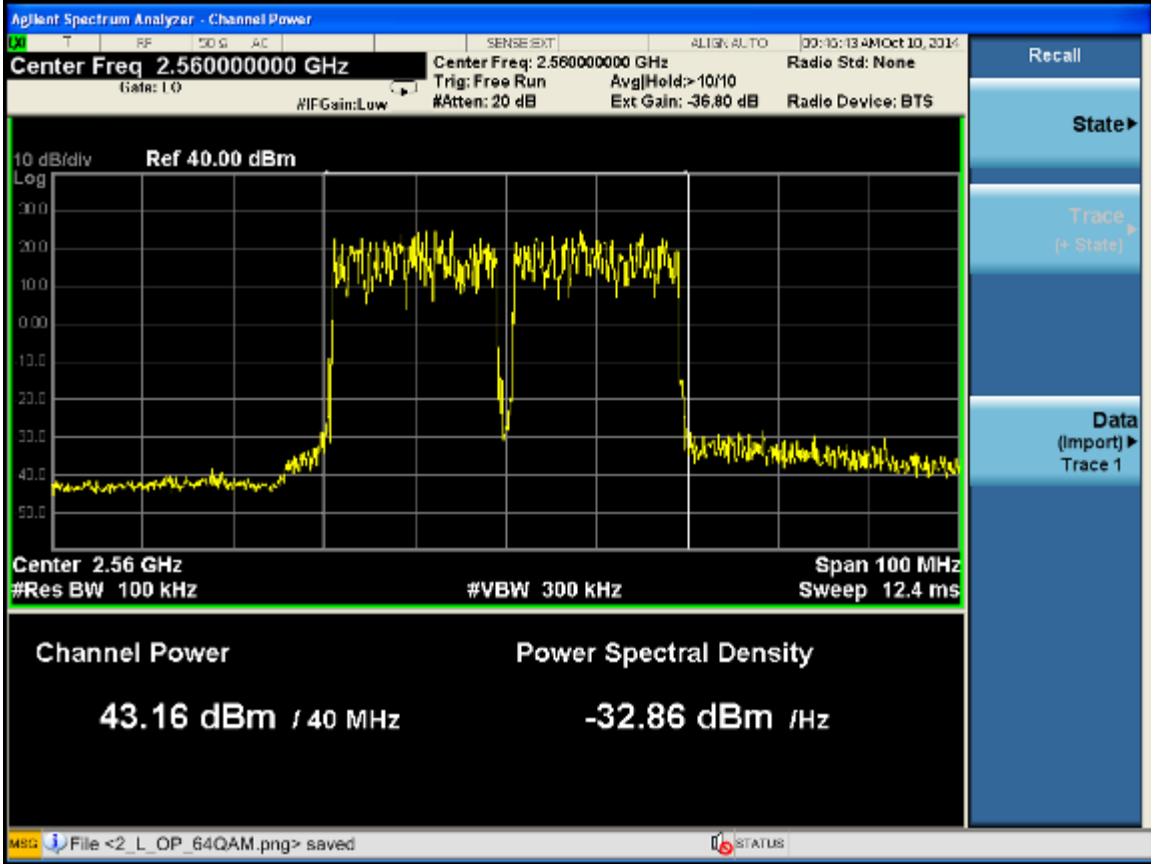 Agilent Spectrum Analyzer - Channel Power
LXI T RF 50 Ω AC SENSE:EXT ALIGN AUTO 09:46:43 AM Oct 10, 2014
Center Freq 2.560000000 GHz
Gate: LO
#IFGain:Low
Center Freq: 2.560000000 GHz
Trig: Free Run
#Atten: 20 dB
Avg|Hold:>10/10
Ext Gain: -36.80 dB
Radio Std: None
Radio Device: BTS
10 dB/div Ref 40.00 dBm
Log
30.0
20.0
10.0
0.00
-10.0
-20.0
-30.0
-40.0
-50.0
Center 2.56 GHz Span 100 MHz
#Res BW 100 kHz #VBW 300 kHz Sweep 12.4 ms
Channel Power
43.16 dBm / 40 MHz
Power Spectral Density
-32.86 dBm /Hz
MSG File <2_L_OP_64QAM.png> saved STATUS
Recall
State
Trace
(+ State)
Data
(Import)
Trace 1